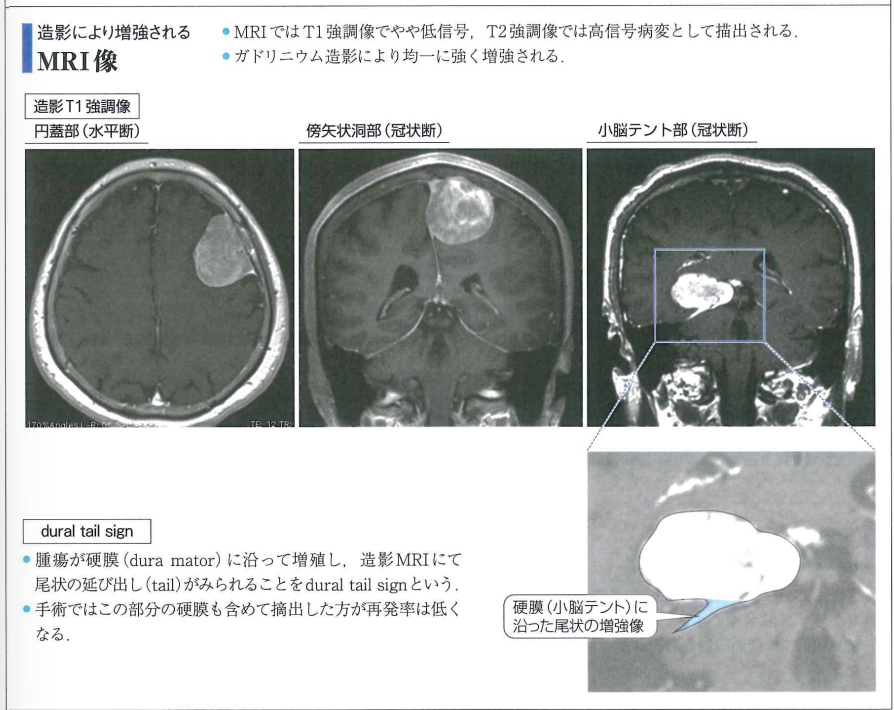 造影により増強される
MRI像
● MRIではT1強調像でやや低信号，T2強調像では高信号病変として描出される．
● ガドリニウム造影により均一に強く増強される．
造影T1強調像
円蓋部（水平断）
傍矢状洞部（冠状断）
小脳テント部（冠状断）
170%Angles
TE: 12 TR:
dural tail sign
● 腫瘍が硬膜（dura mator）に沿って増殖し，造影MRIにて
尾状の延び出し（tail）がみられることをdural tail signという．
● 手術ではこの部分の硬膜も含めて摘出した方が再発率は低く
なる．
硬膜（小脳テント）に
沿った尾状の増強像